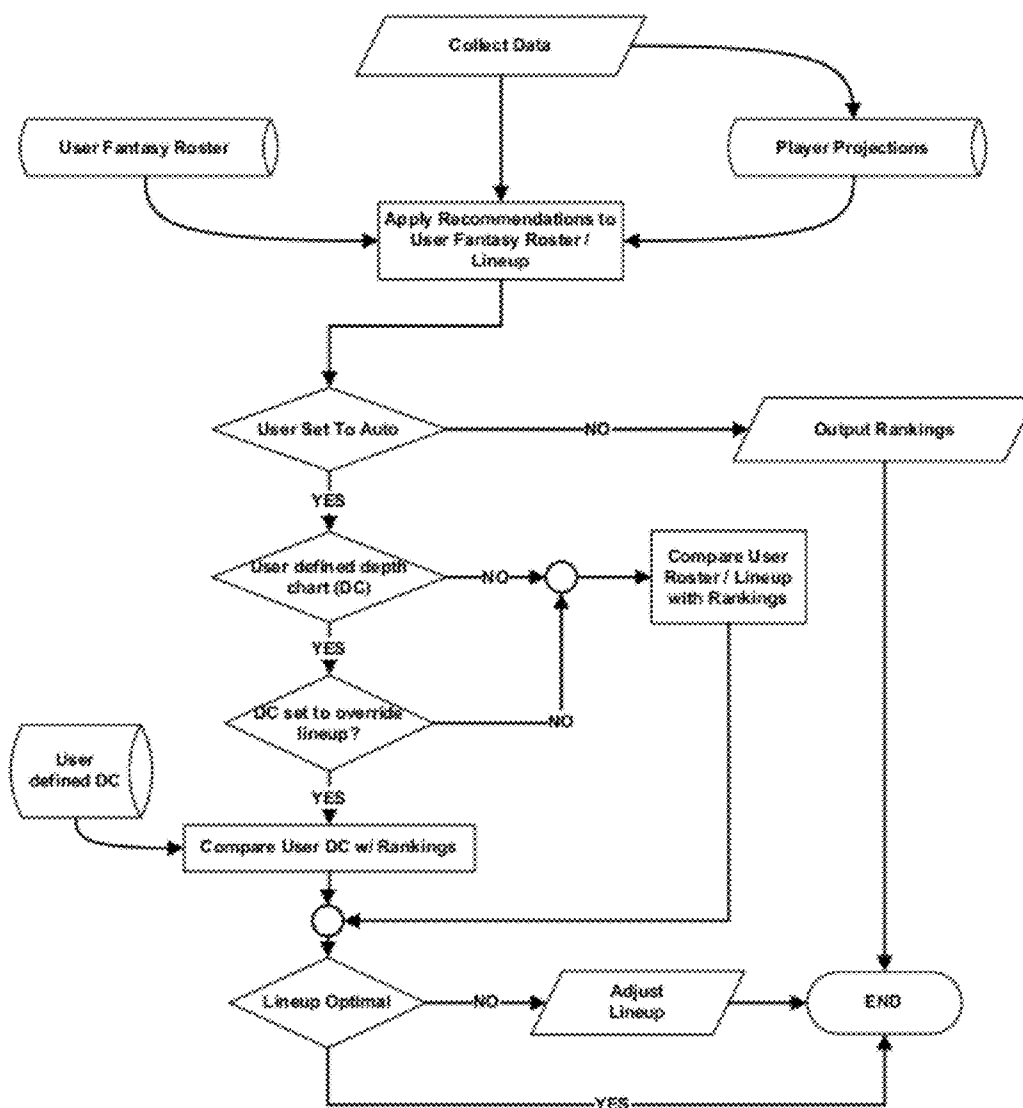 Collect Data
User Fantasy Roster
Player Projections
Apply Recommendations to
User Fantasy Roster /
Lineup
User Set To Auto
NO
Output Rankings
YES
User defined depth
chart (DC)
NO
Compare User
Roster / Lineup
with Rankings
YES
DC set to override
lineup?
NO
User
defined DC
YES
Compare User DC w/ Rankings
Lineup Optimal
NO
Adjust
Lineup
END
YES